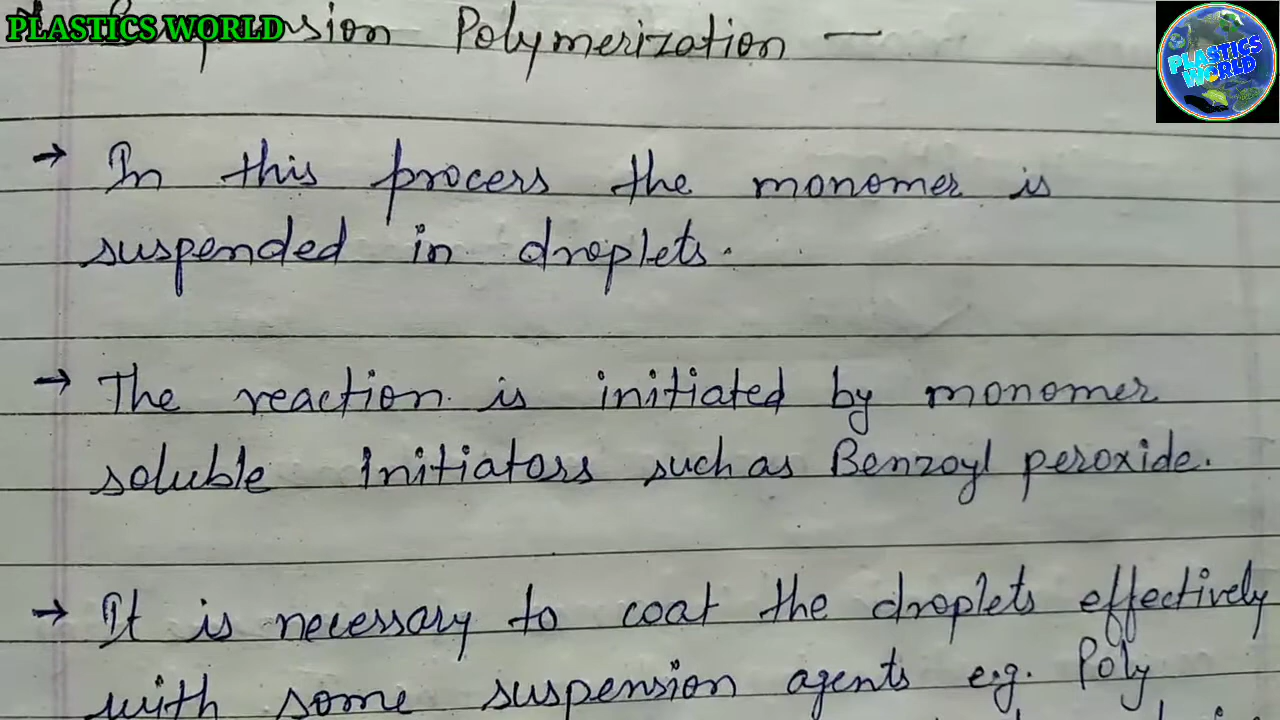 PLASTICS WORLD
Polymerization —
PLASTICS
WORLD
→ In this process the monomer is
suspended in droplets.
→ The reaction is initiated by monomer
soluble Initiators such as Benzoyl peroxide.
→ It is necessary to coat the droplets effectively
with some suspension agents e.g. Poly